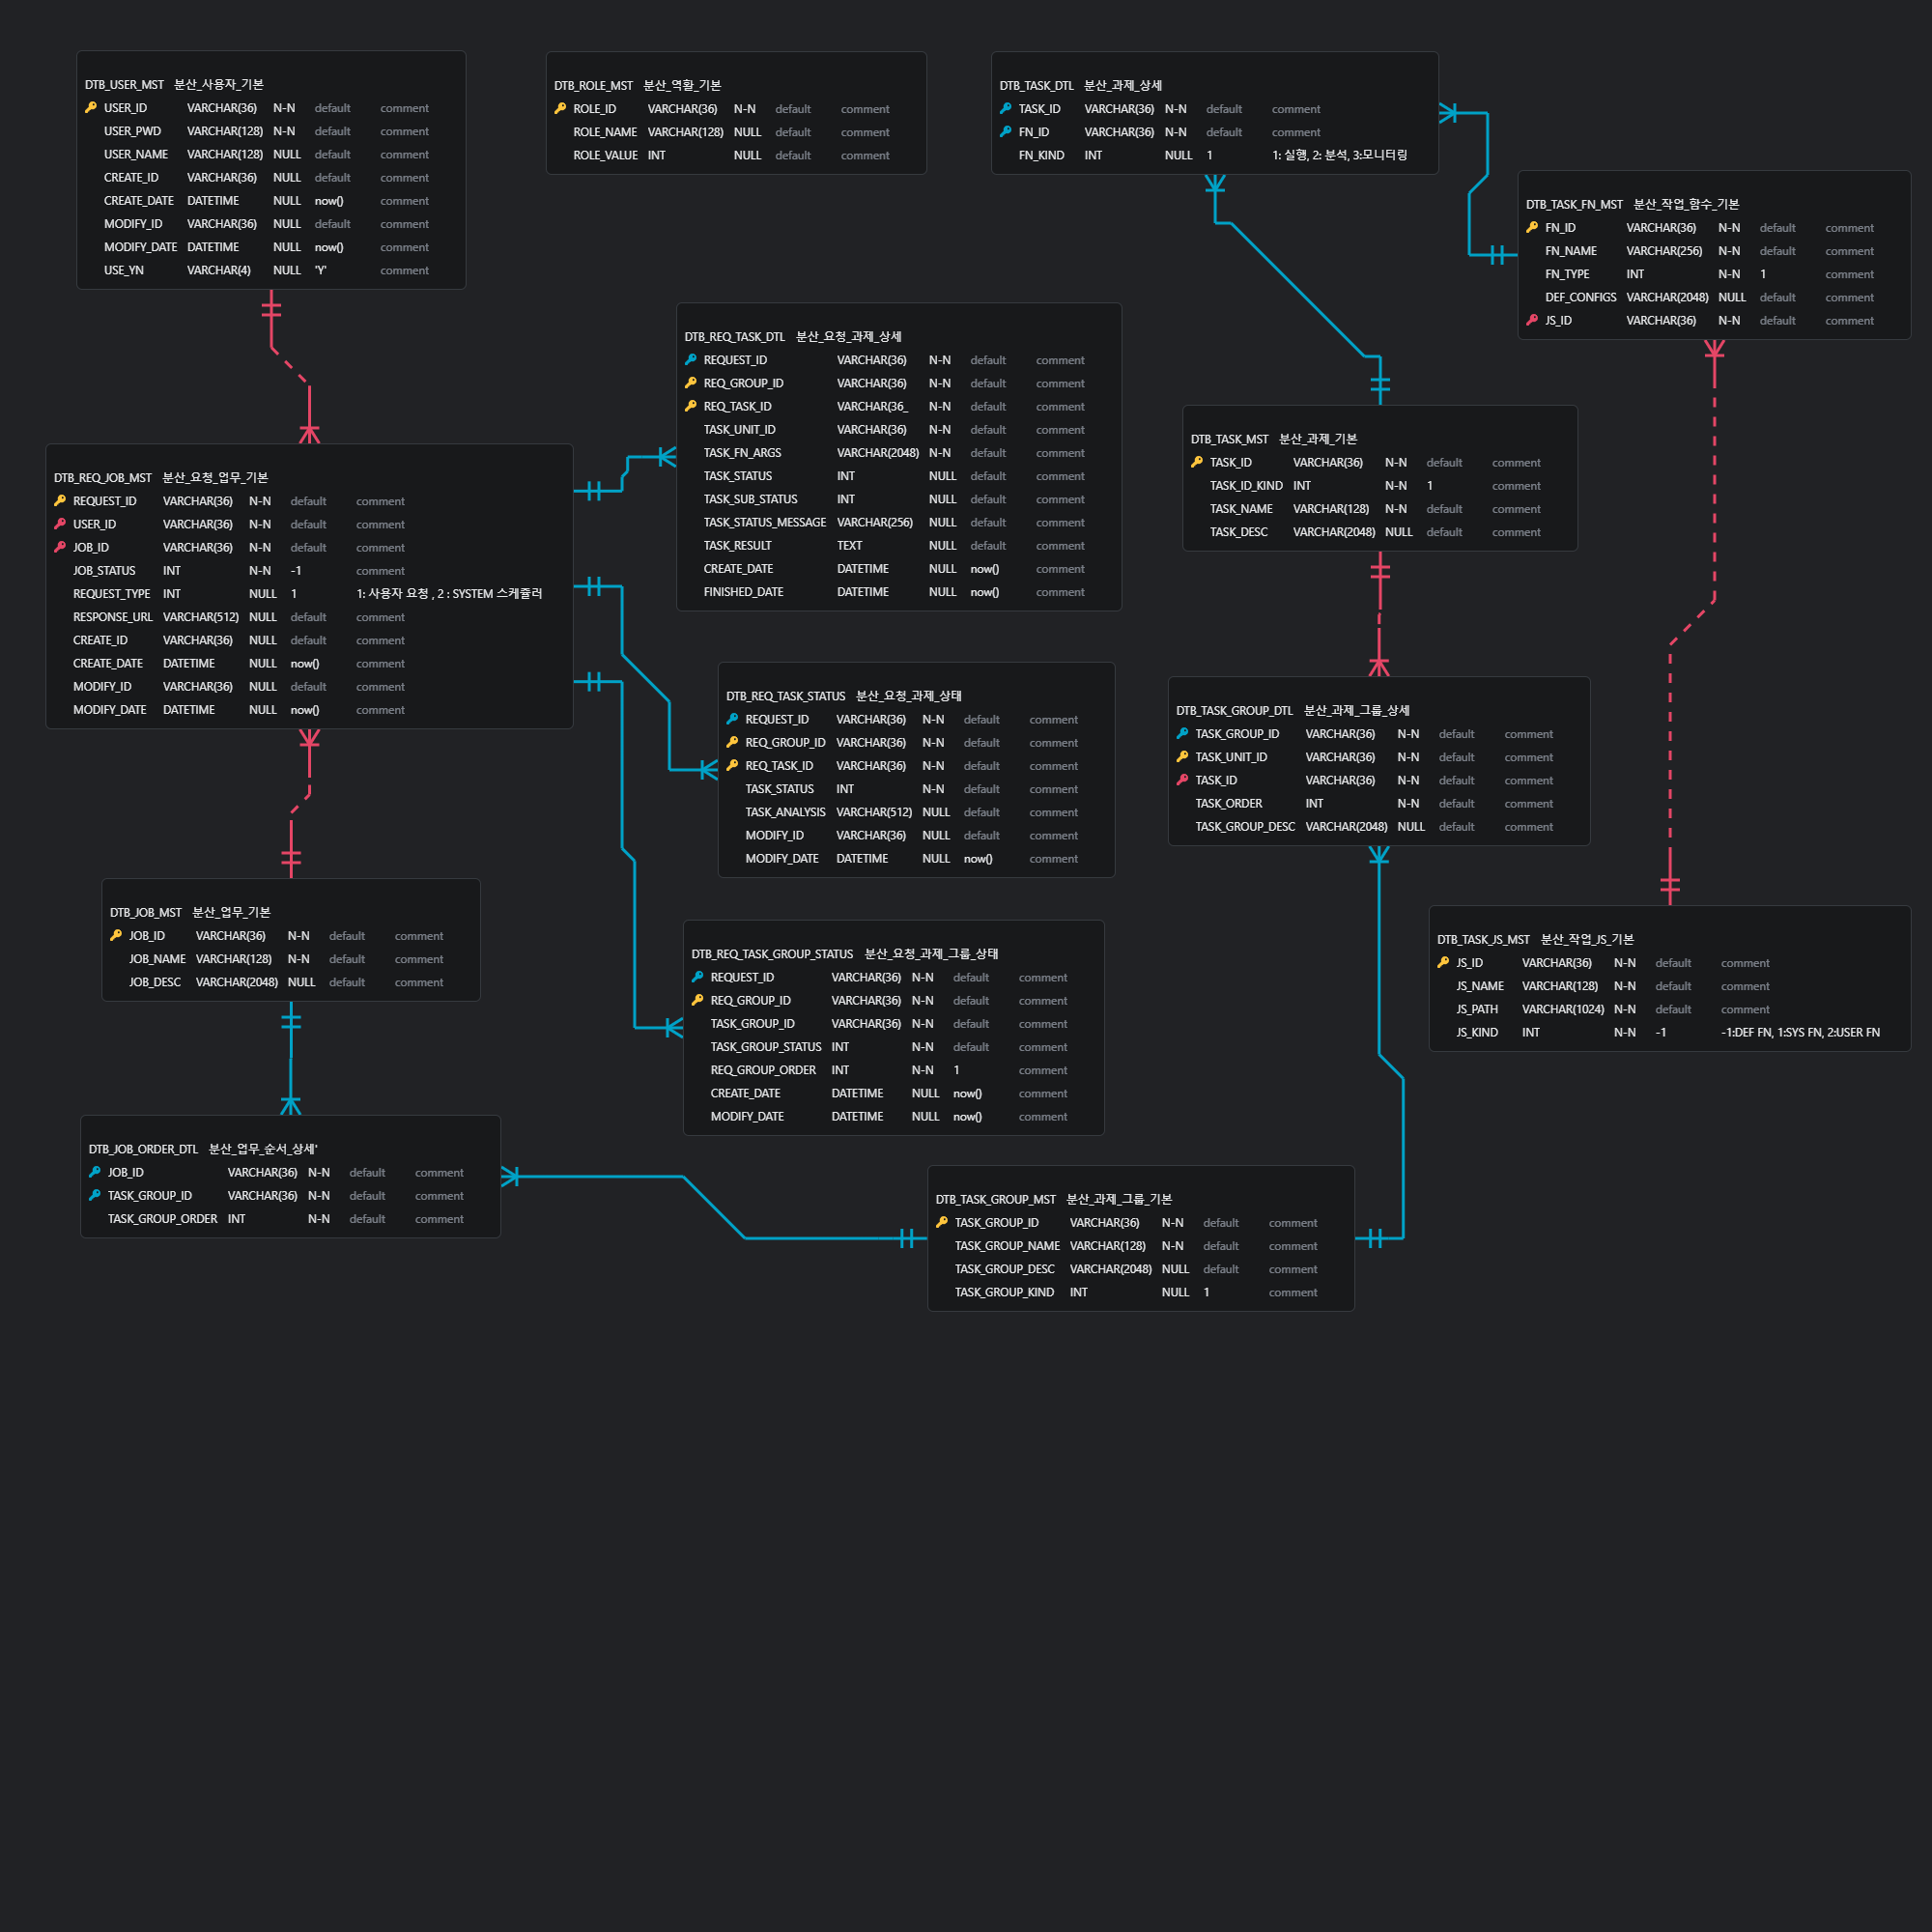 DTB_USER_MST 분산_사용자_기본
USER_ID VARCHAR(36) N-N default comment
USER_PWD VARCHAR(128) N-N default comment
USER_NAME VARCHAR(128) NULL default comment
CREATE_ID VARCHAR(36) NULL default comment
CREATE_DATE DATETIME NULL now() comment
MODIFY_ID VARCHAR(36) NULL default comment
MODIFY_DATE DATETIME NULL now() comment
USE_YN VARCHAR(4) NULL 'Y' comment
DTB_ROLE_MST 분산_역활_기본
ROLE_ID VARCHAR(36) N-N default comment
ROLE_NAME VARCHAR(128) NULL default comment
ROLE_VALUE INT NULL default comment
DTB_TASK_DTL 분산_과제_상세
TASK_ID VARCHAR(36) N-N default comment
FN_ID VARCHAR(36) N-N default comment
FN_KIND INT NULL 1 1: 실행, 2: 분석, 3:모니터링
DTB_TASK_FN_MST 분산_작업_함수_기본
FN_ID VARCHAR(36) N-N default comment
FN_NAME VARCHAR(256) N-N default comment
FN_TYPE INT N-N 1 comment
DEF_CONFIGS VARCHAR(2048) NULL default comment
JS_ID VARCHAR(36) N-N default comment
DTB_REQ_TASK_DTL 분산_요청_과제_상세
REQUEST_ID VARCHAR(36) N-N default comment
REQ_GROUP_ID VARCHAR(36) N-N default comment
REQ_TASK_ID VARCHAR(36_ N-N default comment
TASK_UNIT_ID VARCHAR(36) N-N default comment
TASK_FN_ARGS VARCHAR(2048) N-N default comment
TASK_STATUS INT NULL default comment
TASK_SUB_STATUS INT NULL default comment
TASK_STATUS_MESSAGE VARCHAR(256) NULL default comment
TASK_RESULT TEXT NULL default comment
CREATE_DATE DATETIME NULL now() comment
FINISHED_DATE DATETIME NULL now() comment
DTB_TASK_MST 분산_과제_기본
TASK_ID VARCHAR(36) N-N default comment
TASK_ID_KIND INT N-N 1 comment
TASK_NAME VARCHAR(128) N-N default comment
TASK_DESC VARCHAR(2048) NULL default comment
DTB_REQ_JOB_MST 분산_요청_업무_기본
REQUEST_ID VARCHAR(36) N-N default comment
USER_ID VARCHAR(36) N-N default comment
JOB_ID VARCHAR(36) N-N default comment
JOB_STATUS INT N-N -1 comment
REQUEST_TYPE INT NULL 1 1: 사용자 요청 , 2 : SYSTEM 스케쥴러
RESPONSE_URL VARCHAR(512) NULL default comment
CREATE_ID VARCHAR(36) NULL default comment
CREATE_DATE DATETIME NULL now() comment
MODIFY_ID VARCHAR(36) NULL default comment
MODIFY_DATE DATETIME NULL now() comment
DTB_REQ_TASK_STATUS 분산_요청_과제_상태
REQUEST_ID VARCHAR(36) N-N default comment
REQ_GROUP_ID VARCHAR(36) N-N default comment
REQ_TASK_ID VARCHAR(36) N-N default comment
TASK_STATUS INT N-N default comment
TASK_ANALYSIS VARCHAR(512) NULL default comment
MODIFY_ID VARCHAR(36) NULL default comment
MODIFY_DATE DATETIME NULL now() comment
DTB_TASK_GROUP_DTL 분산_과제_그룹_상세
TASK_GROUP_ID VARCHAR(36) N-N default comment
TASK_UNIT_ID VARCHAR(36) N-N default comment
TASK_ID VARCHAR(36) N-N default comment
TASK_ORDER INT N-N default comment
TASK_GROUP_DESC VARCHAR(2048) NULL default comment
DTB_JOB_MST 분산_업무_기본
JOB_ID VARCHAR(36) N-N default comment
JOB_NAME VARCHAR(128) N-N default comment
JOB_DESC VARCHAR(2048) NULL default comment
DTB_REQ_TASK_GROUP_STATUS 분산_요청_과제_그룹_상태
REQUEST_ID VARCHAR(36) N-N default comment
REQ_GROUP_ID VARCHAR(36) N-N default comment
TASK_GROUP_ID VARCHAR(36) N-N default comment
TASK_GROUP_STATUS INT N-N default comment
REQ_GROUP_ORDER INT N-N 1 comment
CREATE_DATE DATETIME NULL now() comment
MODIFY_DATE DATETIME NULL now() comment
DTB_TASK_JS_MST 분산_작업_JS_기본
JS_ID VARCHAR(36) N-N default comment
JS_NAME VARCHAR(128) N-N default comment
JS_PATH VARCHAR(1024) N-N default comment
JS_KIND INT N-N -1 -1:DEF FN, 1:SYS FN, 2:USER FN
DTB_JOB_ORDER_DTL 분산_업무_순서_상세'
JOB_ID VARCHAR(36) N-N default comment
TASK_GROUP_ID VARCHAR(36) N-N default comment
TASK_GROUP_ORDER INT N-N default comment
DTB_TASK_GROUP_MST 분산_과제_그룹_기본
TASK_GROUP_ID VARCHAR(36) N-N default comment
TASK_GROUP_NAME VARCHAR(128) N-N default comment
TASK_GROUP_DESC VARCHAR(2048) NULL default comment
TASK_GROUP_KIND INT NULL 1 comment